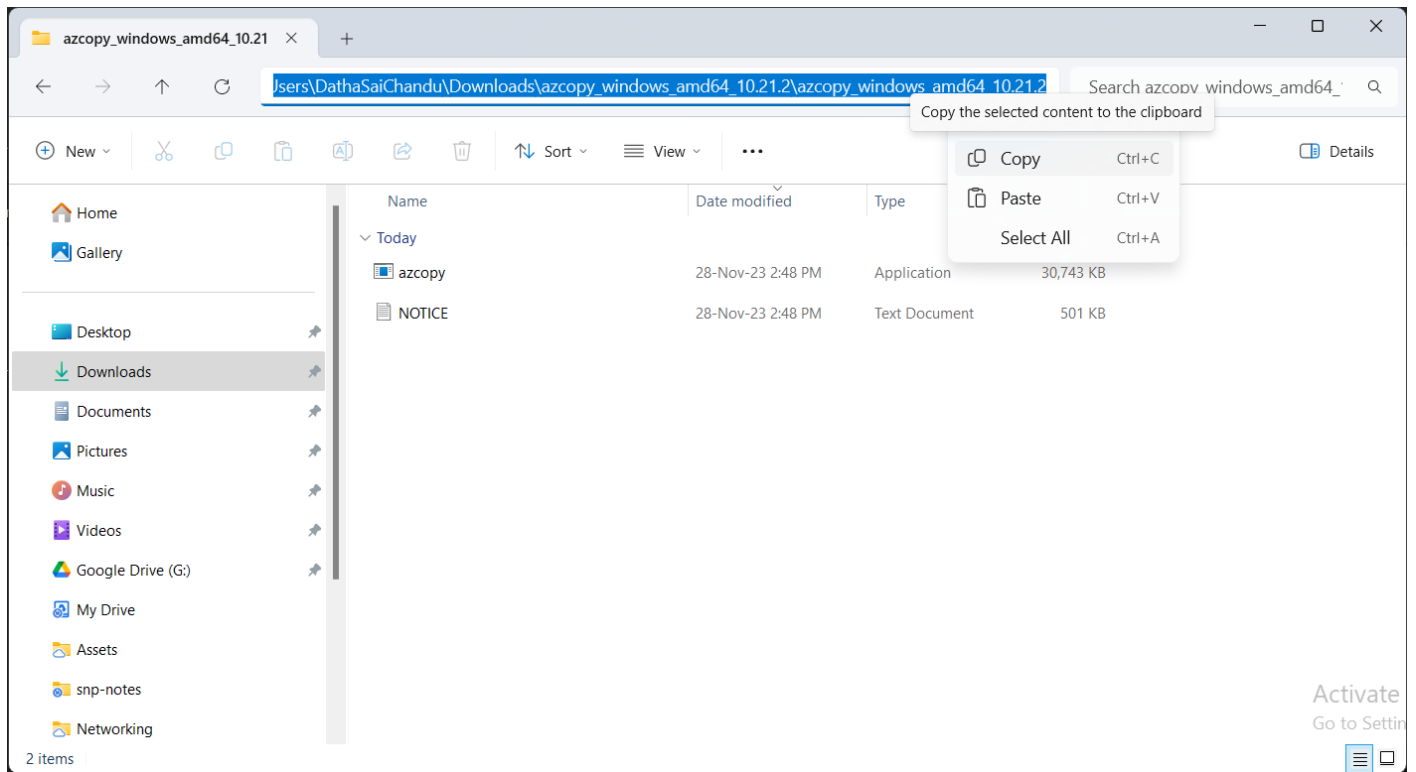 azcopy_windows_amd64_10.21
Users\DathaSaiChandu\Downloads\azcopy_windows_amd64_10.21.2\azcopy_windows_amd64_10.21.2
Search azcopy_windows_amd64_
Copy the selected content to the clipboard
New
Sort
View
Details
Copy Ctrl+C
Paste Ctrl+V
Select All Ctrl+A
Home
Gallery
Desktop
Downloads
Documents
Pictures
Music
Videos
Google Drive (G:)
My Drive
Assets
snp-notes
Networking
Name Date modified Type
Today
azcopy 28-Nov-23 2:48 PM Application 30,743 KB
NOTICE 28-Nov-23 2:48 PM Text Document 501 KB
Activate
Go to Settin
2 items